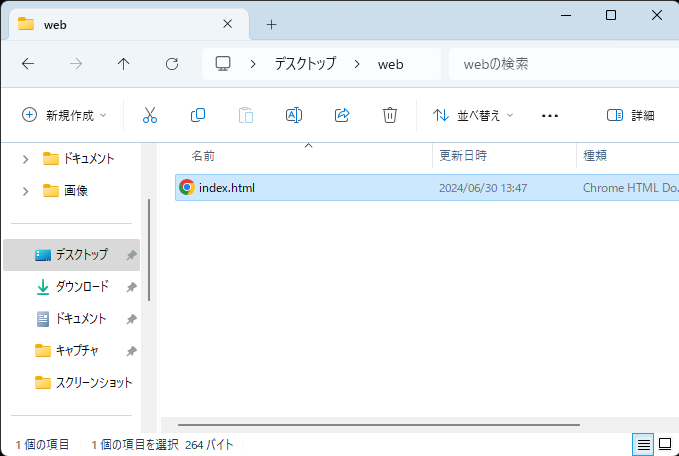 web
デスクトップ web webの検索
新規作成 並べ替え 詳細
名前 更新日時 種類
index.html 2024/06/30 13:47 Chrome HTML Do...
ドキュメント
画像
デスクトップ
ダウンロード
ドキュメント
キャプチャ
スクリーンショット
1 個の項目 1 個の項目を選択 264 バイト